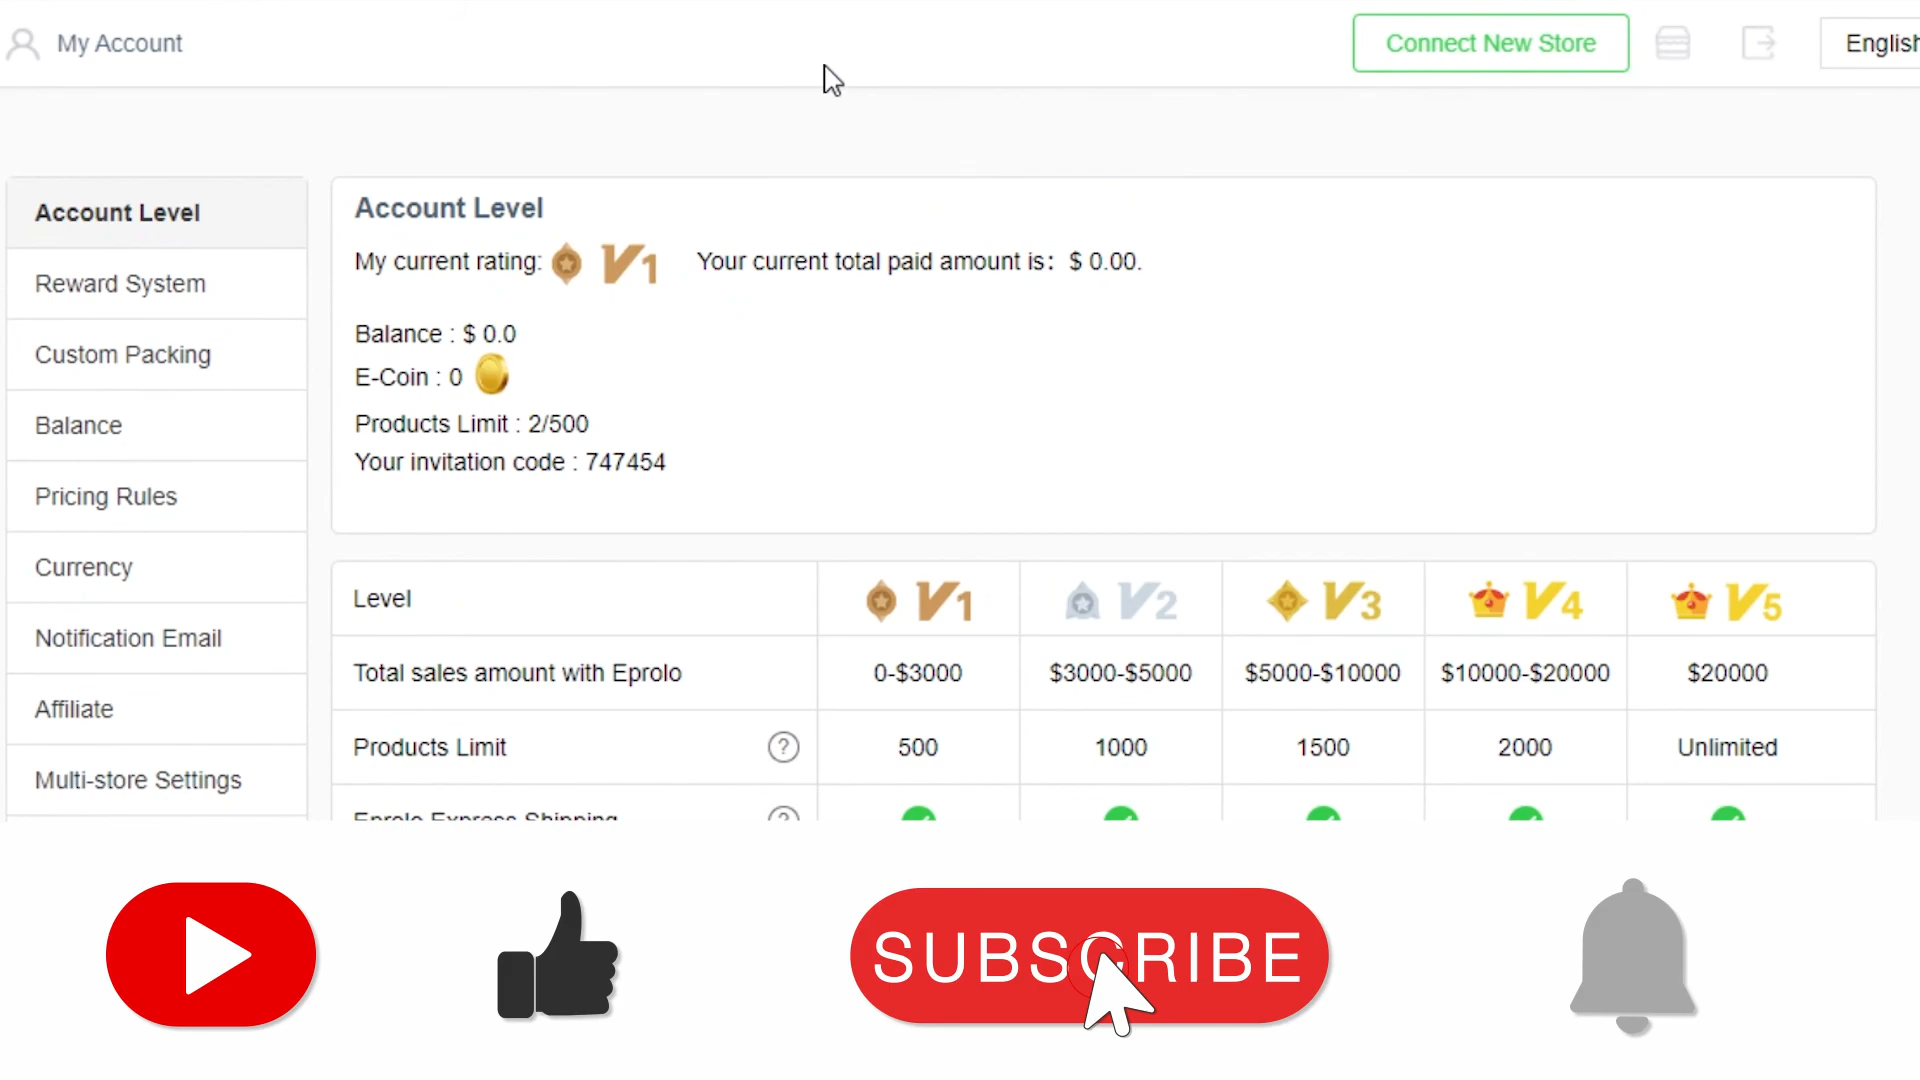 My Account
Connect New Store
English
Account Level
Reward System
Custom Packing
Balance
Pricing Rules
Currency
Notification Email
Affiliate
Multi-store Settings
Account Level
My current rating: V1 Your current total paid amount is: $ 0.00.
Balance : $ 0.0
E-Coin : 0
Products Limit : 2/500
Your invitation code : 747454
Level V1 V2 V3 V4 V5
Total sales amount with Eprolo 0-$3000 $3000-$5000 $5000-$10000 $10000-$20000 $20000
Products Limit ? 500 1000 1500 2000 Unlimited
Eprolo Express Shipping ?
SUBSCRIBE